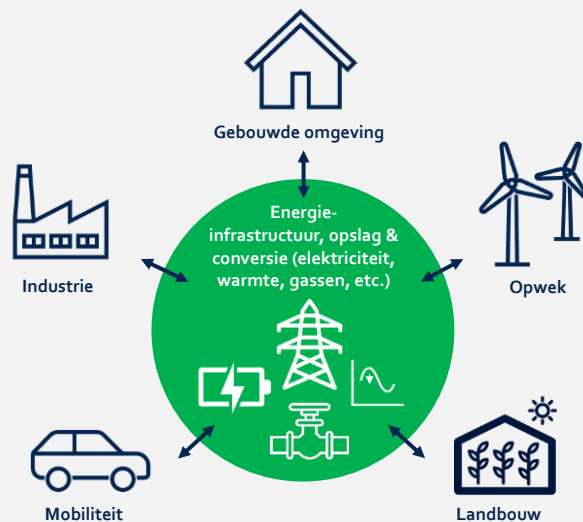 Gebouwde omgeving
Energie-
infrastructuur, opslag &
conversie (elektriciteit,
warmte, gassen, etc.)
Industrie
Opwek
Mobiliteit
Landbouw